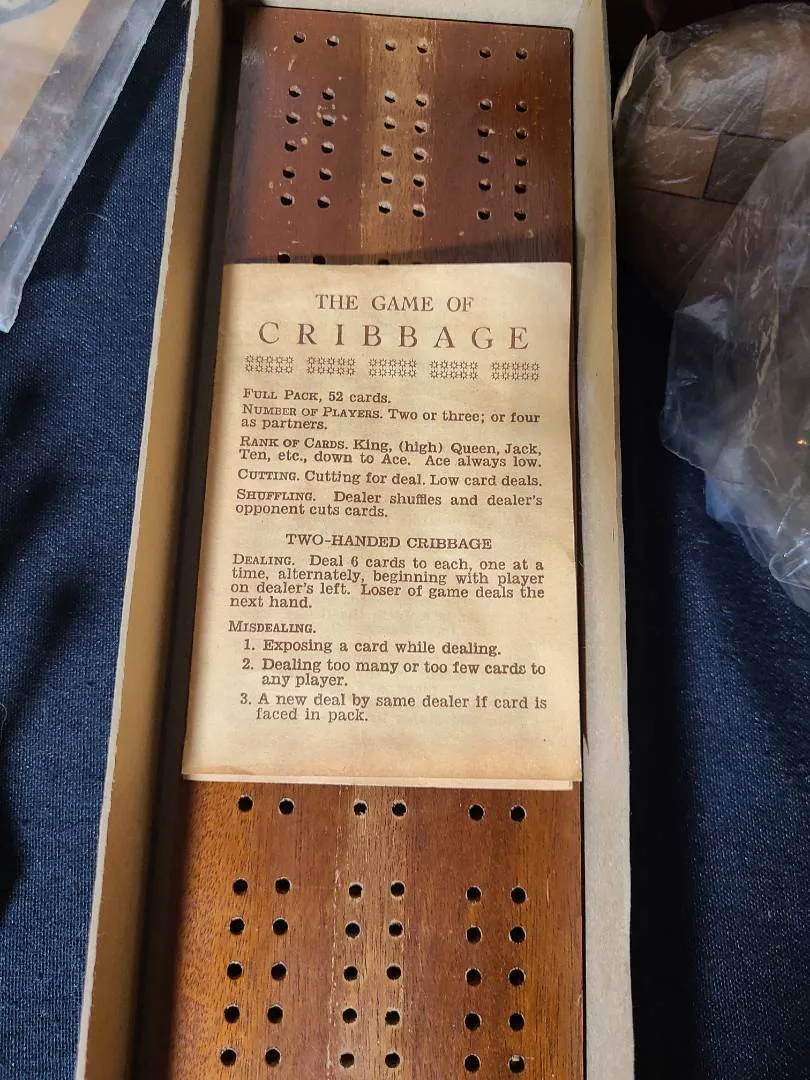 THE GAME OF
CRIBBAGE
FULL PACK, 52 cards.
NUMBER OF PLAYERS. Two or three; or four
as partners.
RANK OF CARDS. King, (high) Queen, Jack,
Ten, etc., down to Ace. Ace always low.
CUTTING. Cutting for deal. Low card deals.
SHUFFLING. Dealer shuffles and dealer's
opponent cuts cards.
TWO-HANDED CRIBBAGE
DEALING. Deal 6 cards to each, one at a
time, alternately, beginning with player
on dealer's left. Loser of game deals the
next hand.
MISDEALING.
1. Exposing a card while dealing.
2. Dealing too many or too few cards to
any player.
3. A new deal by same dealer if card is
faced in pack.